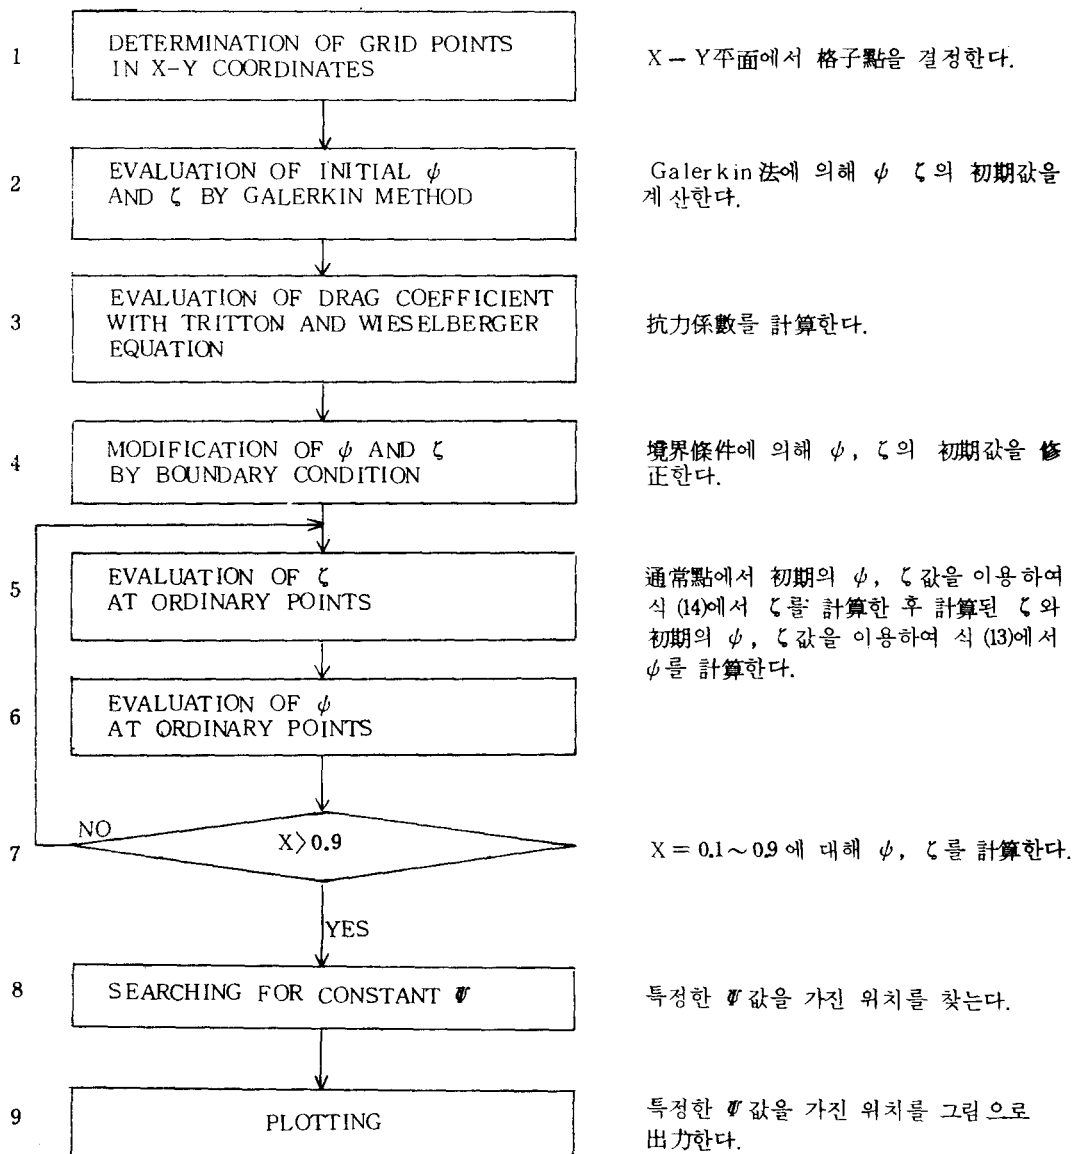 1
DETERMINATION OF GRID POINTS
IN X-Y COORDINATES
X－Y平面에서 格子點을 결정한다.
2
EVALUATION OF INITIAL ψ
AND ζ BY GALERKIN METHOD
Galerkin法에 의해 ψ ζ의 初期값을
계산한다.
3
EVALUATION OF DRAG COEFFICIENT
WITH TRITTON AND WIESELBERGER
EQUATION
抗力係數를 計算한다.
4
MODIFICATION OF ψ AND ζ
BY BOUNDARY CONDITION
境界條件에 의해 ψ, ζ의 初期값을 修
正한다.
5
EVALUATION OF ζ
AT ORDINARY POINTS
通常點에서 初期의 ψ, ζ값을 이용하여
식 (14)에서 ζ를 計算한 후 計算된 ζ와
初期의 ψ, ζ값을 이용하여 식 (13)에서
ψ를 計算한다.
6
EVALUATION OF ψ
AT ORDINARY POINTS
NO
7
X>0.9
X = 0.1~0.9에 대해 ψ, ζ를 計算한다.
YES
8
SEARCHING FOR CONSTANT Ψ
특정한 Ψ값을 가진 위치를 찾는다.
9
PLOTTING
특정한 Ψ값을 가진 위치를 그림으로
出力한다.